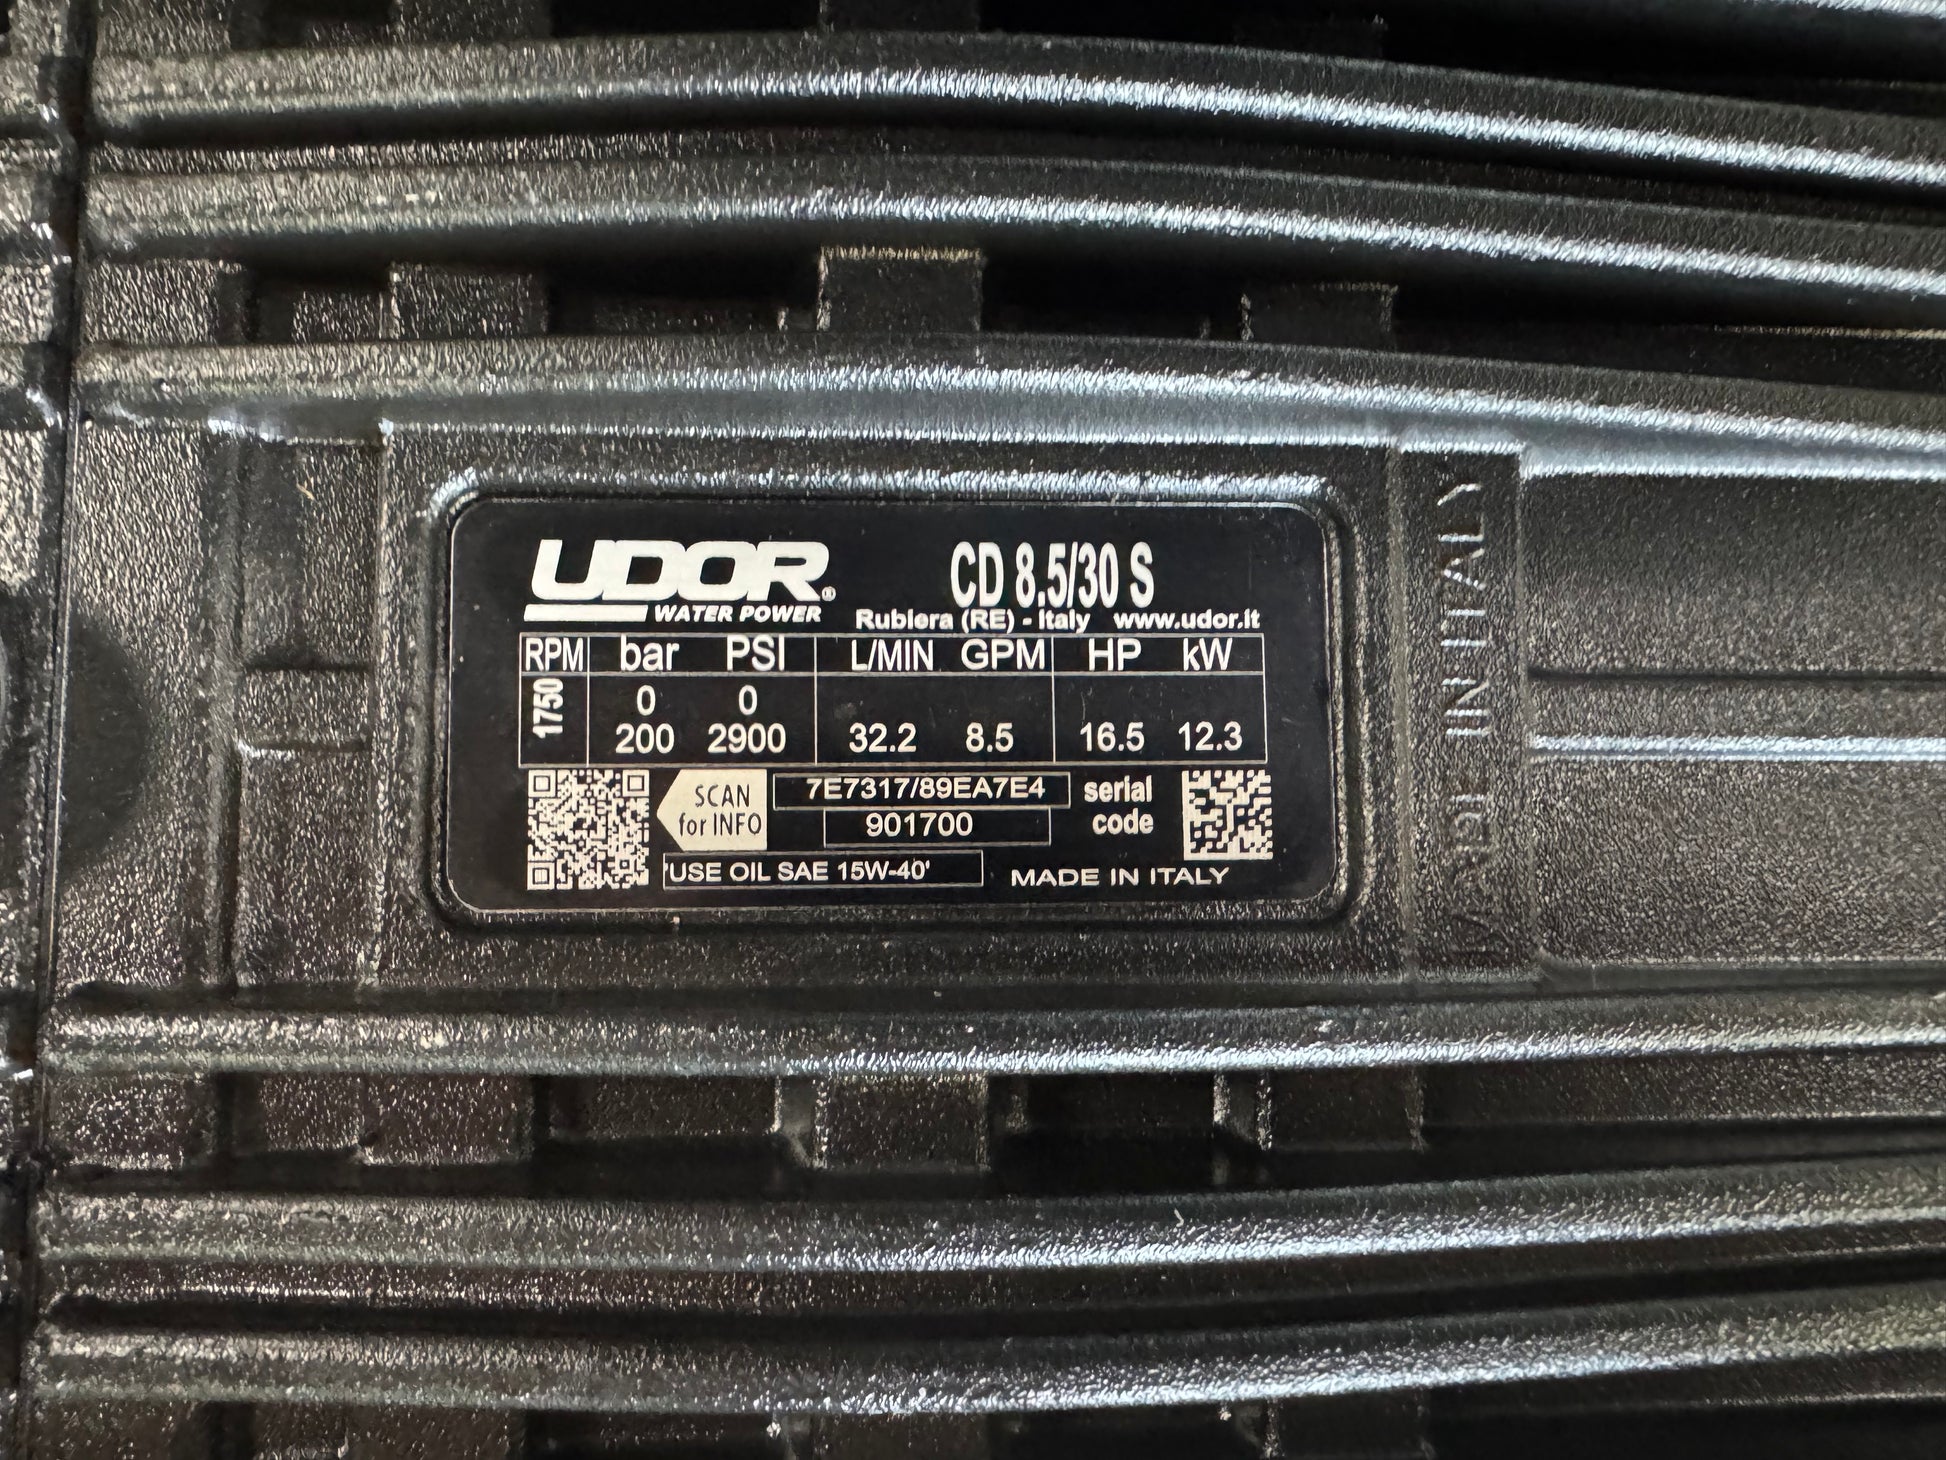 UDOR®
WATER POWER
CD 8.5/30 S
Rubiera (RE) - Italy www.udor.it
RPM bar PSI L/MIN GPM HP kW
1750
0 0
200 2900 32.2 8.5 16.5 12.3
SCAN
for INFO
7E7317/89EA7E4
901700
serial
code
'USE OIL SAE 15W-40'
MADE IN ITALY
MADE IN ITALY